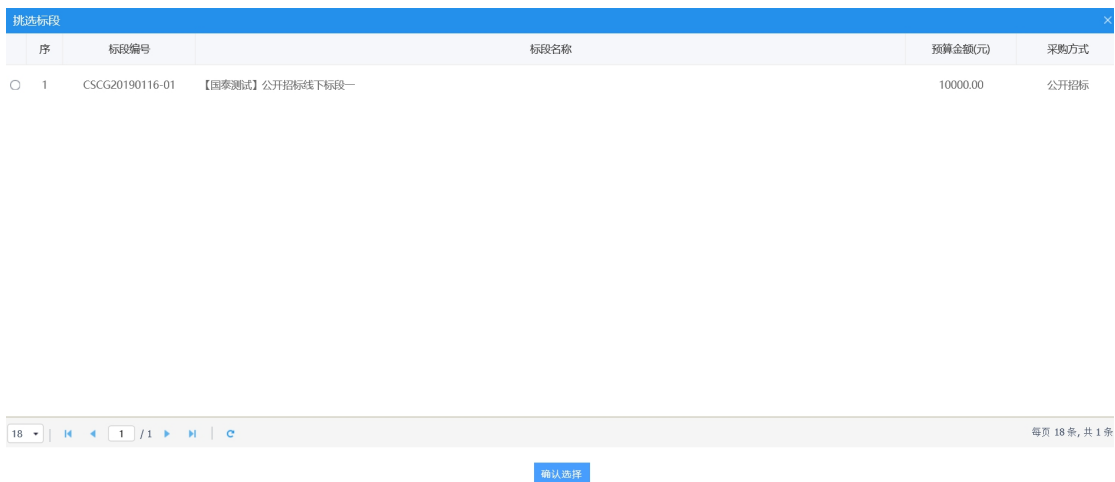 挑选标段
序 标段编号 标段名称 预算金额(元) 采购方式
1 CSCG20190116-01 【国泰测试】公开招标线下标段一 10000.00 公开招标
18 1 / 1 每页 18 条, 共 1 条
确认选择